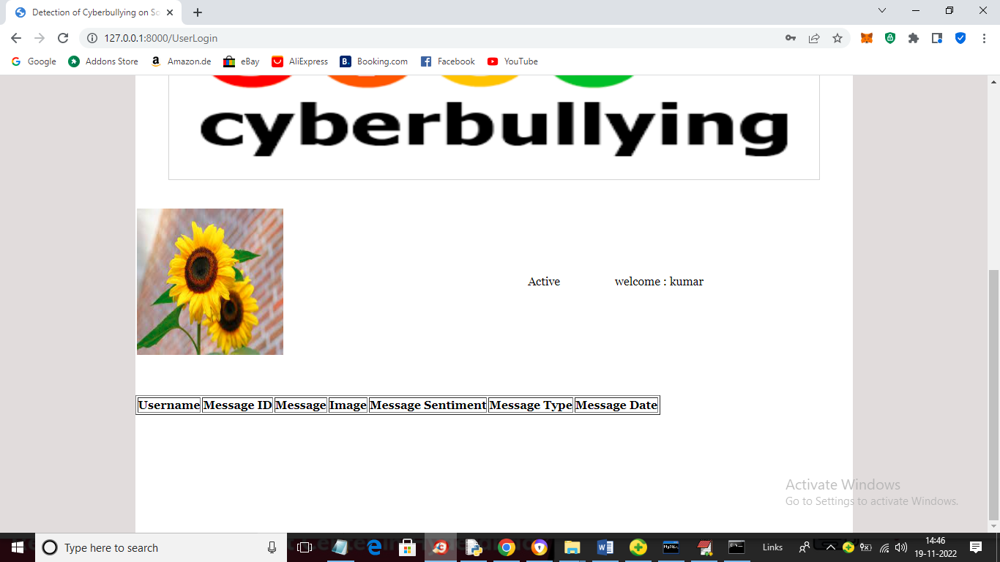 Detection of Cyberbullying on So
127.0.0.1:8000/UserLogin
Google Addons Store Amazon.de eBay AliExpress Booking.com Facebook YouTube
cyberbullying
Active welcome : kumar
Username Message ID Message Image Message Sentiment Message Type Message Date
Activate Windows
Go to Settings to activate Windows.
Type here to search
Links
14:46
19-11-2022